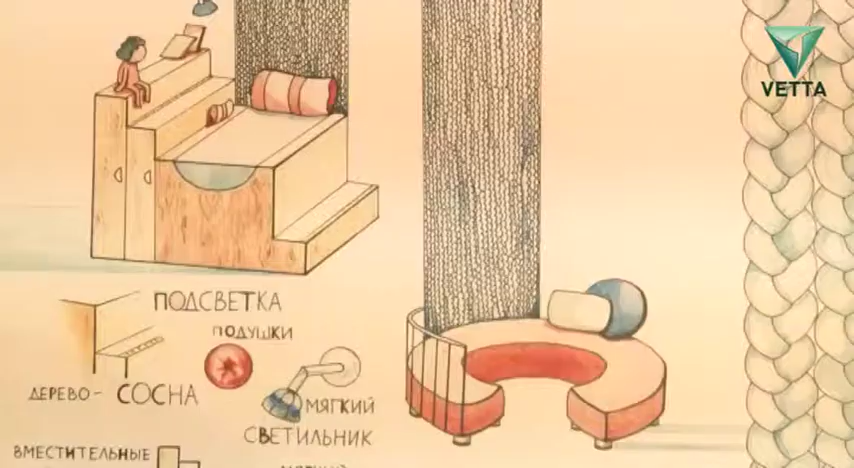 VETTA
ПОДСВЕТКА
ПОДУШКИ
ДЕРЕВО- СОСНА
МЯГКИЙ
СВЕТИЛЬНИК
ВМЕСТИТЕЛЬНЫЕ